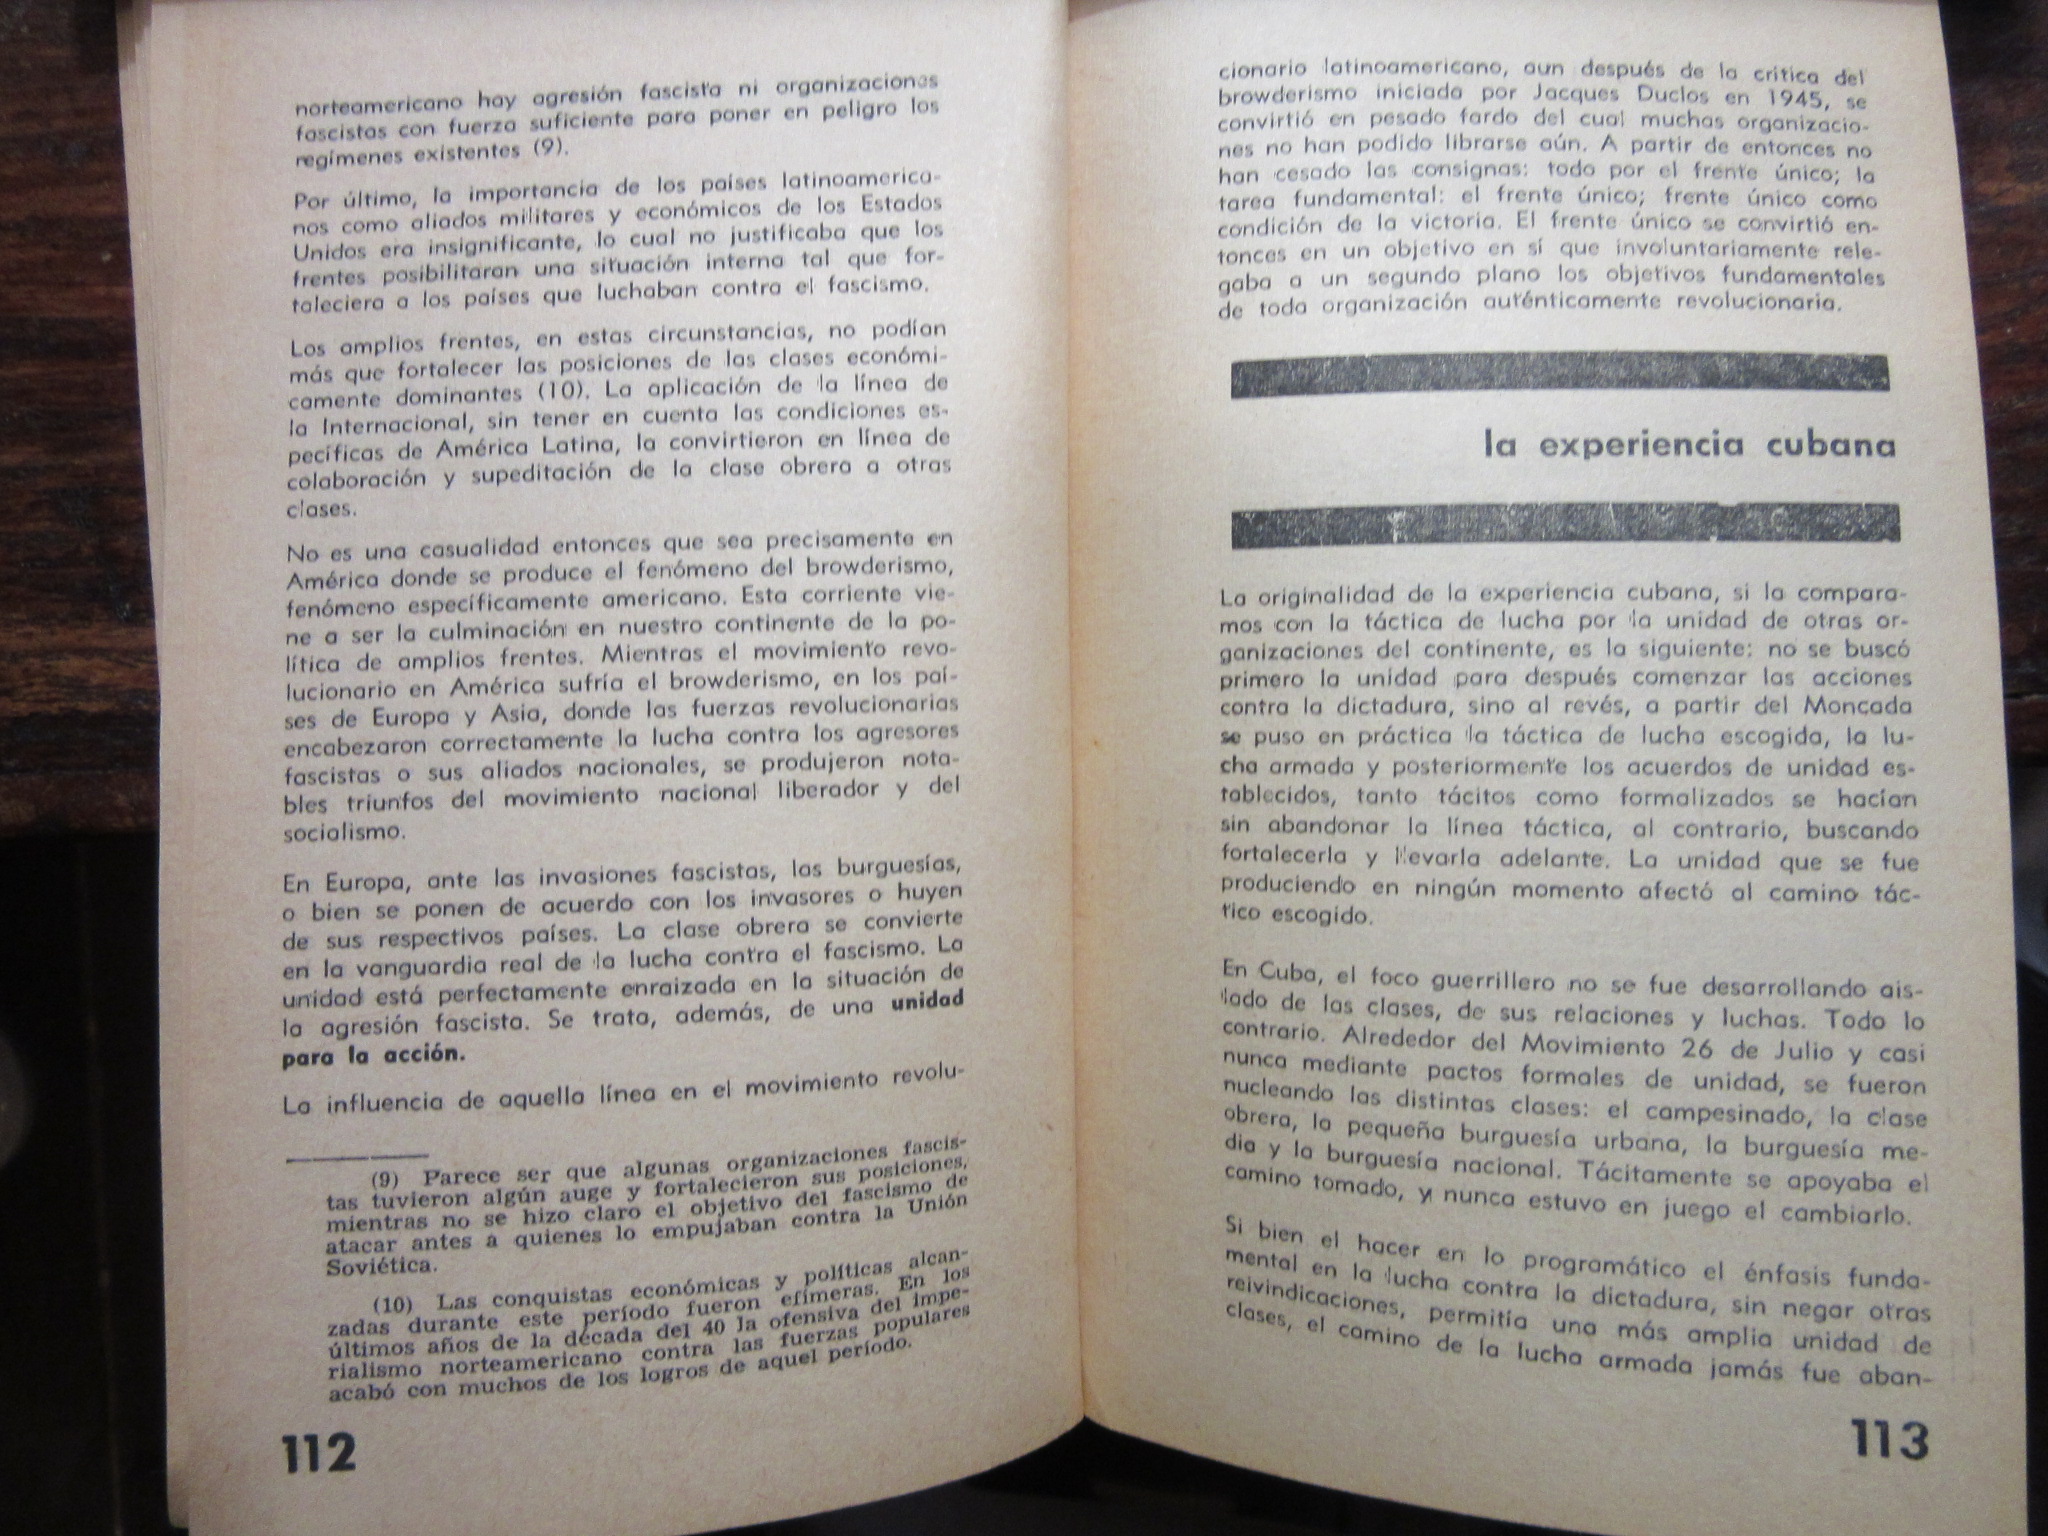 norteamericano hay agresión fascista ni organizaciones
fascistas con fuerza suficiente para poner en peligro los
regímenes existentes (9).
Por último, la importancia de los países latinoamerica-
nos como aliados militares y económicos de los Estados
Unidos era insignificante, lo cual no justificaba que los
frentes posibilitaran una situación interna tal que for-
taleciera a los países que luchaban contra el fascismo.
Los amplios frentes, en estas circunstancias, no podían
más que fortalecer las posiciones de las clases económi-
camente dominantes (10). La aplicación de la línea de
la Internacional, sin tener en cuenta las condiciones es-
pecíficas de América Latina, la convirtieron en línea de
colaboración y supeditación de la clase obrera a otras
clases.
No es una casualidad entonces que sea precisamente en
América donde se produce el fenómeno del browderismo,
fenómeno específicamente americano. Esta corriente vie-
ne a ser la culminación en nuestro continente de la po-
lítica de amplios frentes. Mientras el movimiento revo-
lucionario en América sufría el browderismo, en los paí-
ses de Europa y Asia, donde las fuerzas revolucionarias
encabezaron correctamente la lucha contra los agresores
fascistas o sus aliados nacionales, se produjeron nota-
bles triunfos del movimiento nacional liberador y del
socialismo.
En Europa, ante las invasiones fascistas, las burguesías,
o bien se ponen de acuerdo con los invasores o huyen
de sus respectivos países. La clase obrera se convierte
en la vanguardia real de la lucha contra el fascismo. La
unidad está perfectamente enraizada en la situación de
la agresión fascista. Se trata, además, de una unidad
para la acción.
La influencia de aquella línea en el movimiento revolu-
(9) Parece ser que algunas organizaciones fascis-
tas tuvieron algún auge y fortalecieron sus posiciones,
mientras no se hizo claro el objetivo del fascismo de
atacar antes a quienes lo empujaban contra la Unión
Soviética.
(10) Las conquistas económicas y políticas alcan-
zadas durante este período fueron efímeras. En los
últimos años de la década del 40 la ofensiva del impe-
rialismo norteamericano contra las fuerzas populares
acabó con muchos de los logros de aquel período.
112
cionario latinoamericano, aun después de la crítica del
browderismo iniciada por Jacques Duclos en 1945, se
convirtió en pesado fardo del cual muchas organizacio-
nes no han podido librarse aún. A partir de entonces no
han cesado las consignas: todo por el frente único; la
tarea fundamental: el frente único; frente único como
condición de la victoria. El frente único se convirtió en-
tonces en un objetivo en sí que involuntariamente rele-
gaba a un segundo plano los objetivos fundamentales
de toda organización auténticamente revolucionaria.
la experiencia cubana
La originalidad de la experiencia cubana, si la compara-
mos con la táctica de lucha por la unidad de otras or-
ganizaciones del continente, es la siguiente: no se buscó
primero la unidad para después comenzar las acciones
contra la dictadura, sino al revés, a partir del Moncada
se puso en práctica la táctica de lucha escogida, la lu-
cha armada y posteriormente los acuerdos de unidad es-
tablecidos, tanto tácitos como formalizados se hacían
sin abandonar la línea táctica, al contrario, buscando
fortalecerla y llevarla adelante. La unidad que se fue
produciendo en ningún momento afectó al camino tác-
tico escogido.
En Cuba, el foco guerrillero no se fue desarrollando ais-
lado de las clases, de sus relaciones y luchas. Todo lo
contrario. Alrededor del Movimiento 26 de Julio y casi
nunca mediante pactos formales de unidad, se fueron
nucleando las distintas clases: el campesinado, la clase
obrera, la pequeña burguesía urbana, la burguesía me-
dia y la burguesía nacional. Tácitamente se apoyaba el
camino tomado, y nunca estuvo en juego el cambiarlo.
Si bien el hacer en lo programático el énfasis funda-
mental en la lucha contra la dictadura, sin negar otras
reivindicaciones, permitía una más amplia unidad de
clases, el camino de la lucha armada jamás fue aban-
113